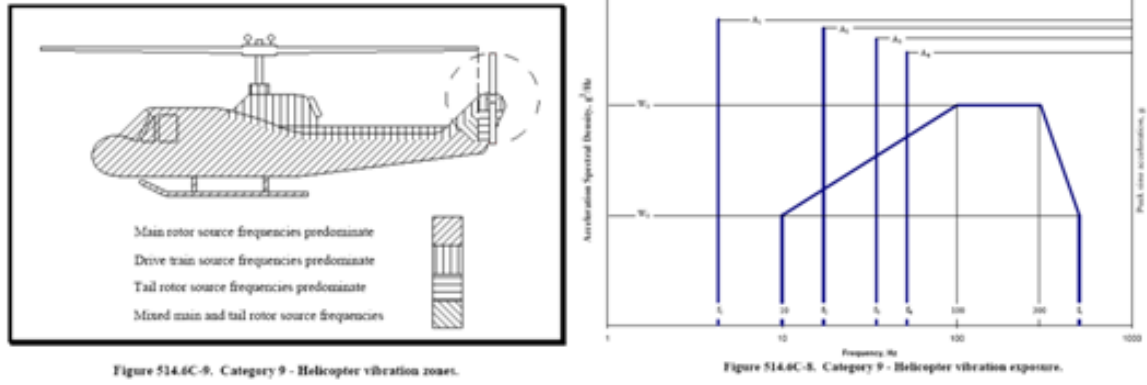 Main rotor source frequencies predominate
Drive train source frequencies predominate
Tail rotor source frequencies predominate
Mixed main and tail rotor source frequencies
Figure 514.6C-9. Category 9 - Helicopter vibration zones.
Acceleration Spectral Density, g²/Hz
A₁
A₂
A₃
A₄
10
100
300
1
10
100
1000
Frequency, Hz
Peak sine acceleration, g
Figure 514.6C-8. Category 9 - Helicopter vibration exposure.